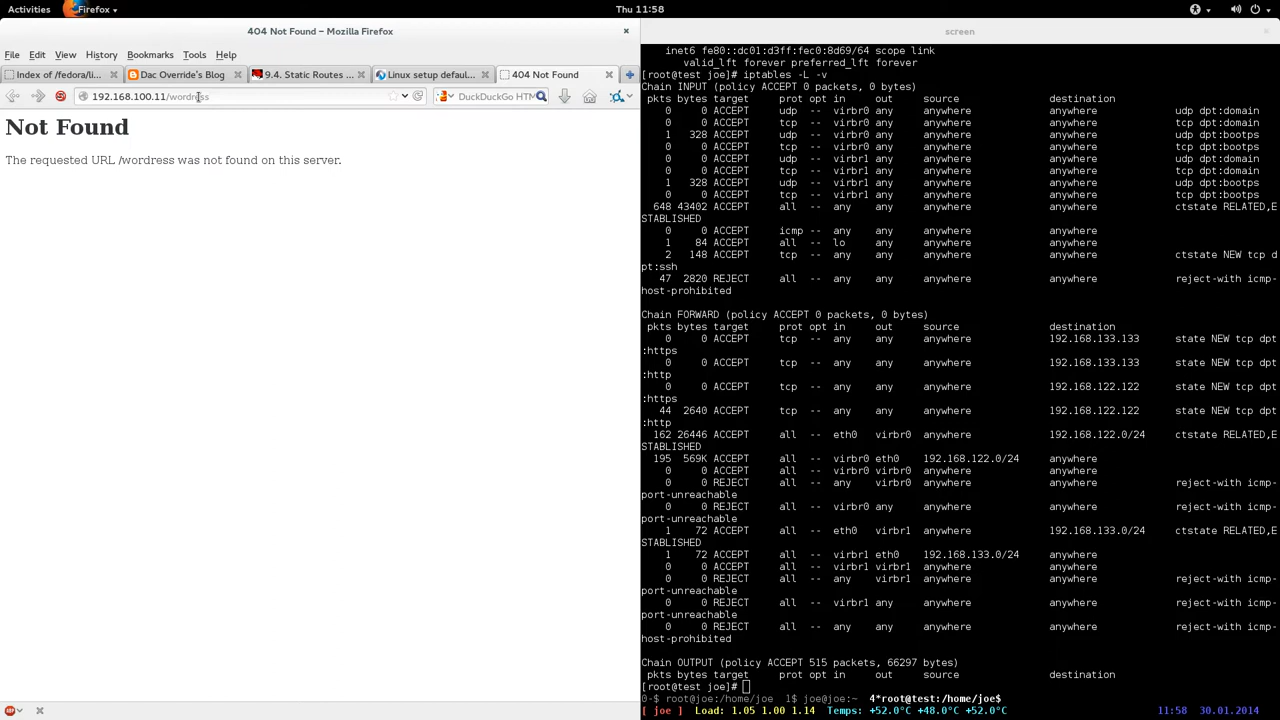 Activities Firefox Thu 11:58
404 Not Found – Mozilla Firefox
File Edit View History Bookmarks Tools Help
Index of /fedora/li... Dac Override's Blog 9.4. Static Routes ... Linux setup defaul... 404 Not Found
192.168.100.11/wordress DuckDuckGo HTM
Not Found
The requested URL /wordress was not found on this server.
ABP
screen
inet6 fe80::dc01:d3ff:fec0:8d69/64 scope link
valid_lft forever preferred_lft forever
[root@test joe]# iptables -L -v
Chain INPUT (policy ACCEPT 0 packets, 0 bytes)
pkts bytes target prot opt in out source destination
0 0 ACCEPT udp -- virbr0 any anywhere anywhere udp dpt:domain
0 0 ACCEPT tcp -- virbr0 any anywhere anywhere tcp dpt:domain
1 328 ACCEPT udp -- virbr0 any anywhere anywhere udp dpt:bootps
0 0 ACCEPT tcp -- virbr0 any anywhere anywhere tcp dpt:bootps
0 0 ACCEPT udp -- virbr1 any anywhere anywhere udp dpt:domain
0 0 ACCEPT tcp -- virbr1 any anywhere anywhere tcp dpt:domain
1 328 ACCEPT udp -- virbr1 any anywhere anywhere udp dpt:bootps
0 0 ACCEPT tcp -- virbr1 any anywhere anywhere tcp dpt:bootps
648 43402 ACCEPT all -- any any anywhere anywhere ctstate RELATED,E
STABLISHED
0 0 ACCEPT icmp -- any any anywhere anywhere
1 84 ACCEPT all -- lo any anywhere anywhere
2 148 ACCEPT tcp -- any any anywhere anywhere ctstate NEW tcp d
pt:ssh
47 2820 REJECT all -- any any anywhere anywhere reject-with icmp-
host-prohibited
Chain FORWARD (policy ACCEPT 0 packets, 0 bytes)
pkts bytes target prot opt in out source destination
0 0 ACCEPT tcp -- any any anywhere 192.168.133.133 state NEW tcp dpt
:https
0 0 ACCEPT tcp -- any any anywhere 192.168.133.133 state NEW tcp dpt
:http
0 0 ACCEPT tcp -- any any anywhere 192.168.122.122 state NEW tcp dpt
:https
44 2640 ACCEPT tcp -- any any anywhere 192.168.122.122 state NEW tcp dpt
:http
162 26446 ACCEPT all -- eth0 virbr0 anywhere 192.168.122.0/24 ctstate RELATED,E
STABLISHED
195 569K ACCEPT all -- virbr0 eth0 192.168.122.0/24 anywhere
0 0 ACCEPT all -- virbr0 virbr0 anywhere anywhere
0 0 REJECT all -- any virbr0 anywhere anywhere reject-with icmp-
port-unreachable
0 0 REJECT all -- virbr0 any anywhere anywhere reject-with icmp-
port-unreachable
1 72 ACCEPT all -- eth0 virbr1 anywhere 192.168.133.0/24 ctstate RELATED,E
STABLISHED
1 72 ACCEPT all -- virbr1 eth0 192.168.133.0/24 anywhere
0 0 ACCEPT all -- virbr1 virbr1 anywhere anywhere
0 0 REJECT all -- any virbr1 anywhere anywhere reject-with icmp-
port-unreachable
0 0 REJECT all -- virbr1 any anywhere anywhere reject-with icmp-
port-unreachable
0 0 REJECT all -- any any anywhere anywhere reject-with icmp-
host-prohibited
Chain OUTPUT (policy ACCEPT 515 packets, 66297 bytes)
pkts bytes target prot opt in out source destination
[root@test joe]#
0-$ root@joe:/home/joe 1$ joe@joe:~ 4*root@test:/home/joe$
[ joe ] Load: 1.05 1.00 1.14 Temps: +52.0°C +48.0°C +52.0°C 11:58 30.01.2014